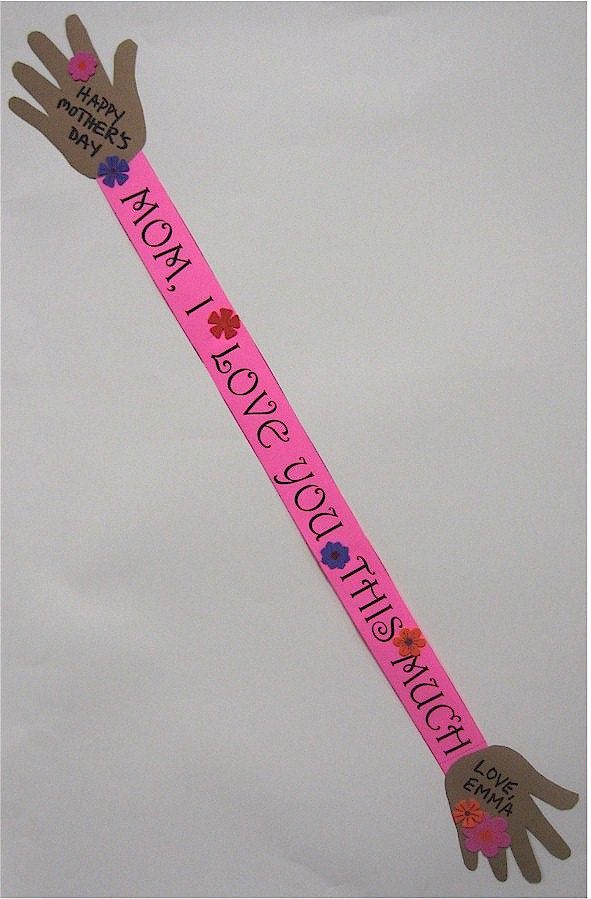 HAPPY
MOTHER'S
DAY
MOM, I LOVE YOU THIS MUCH
LOVE,
EMMA